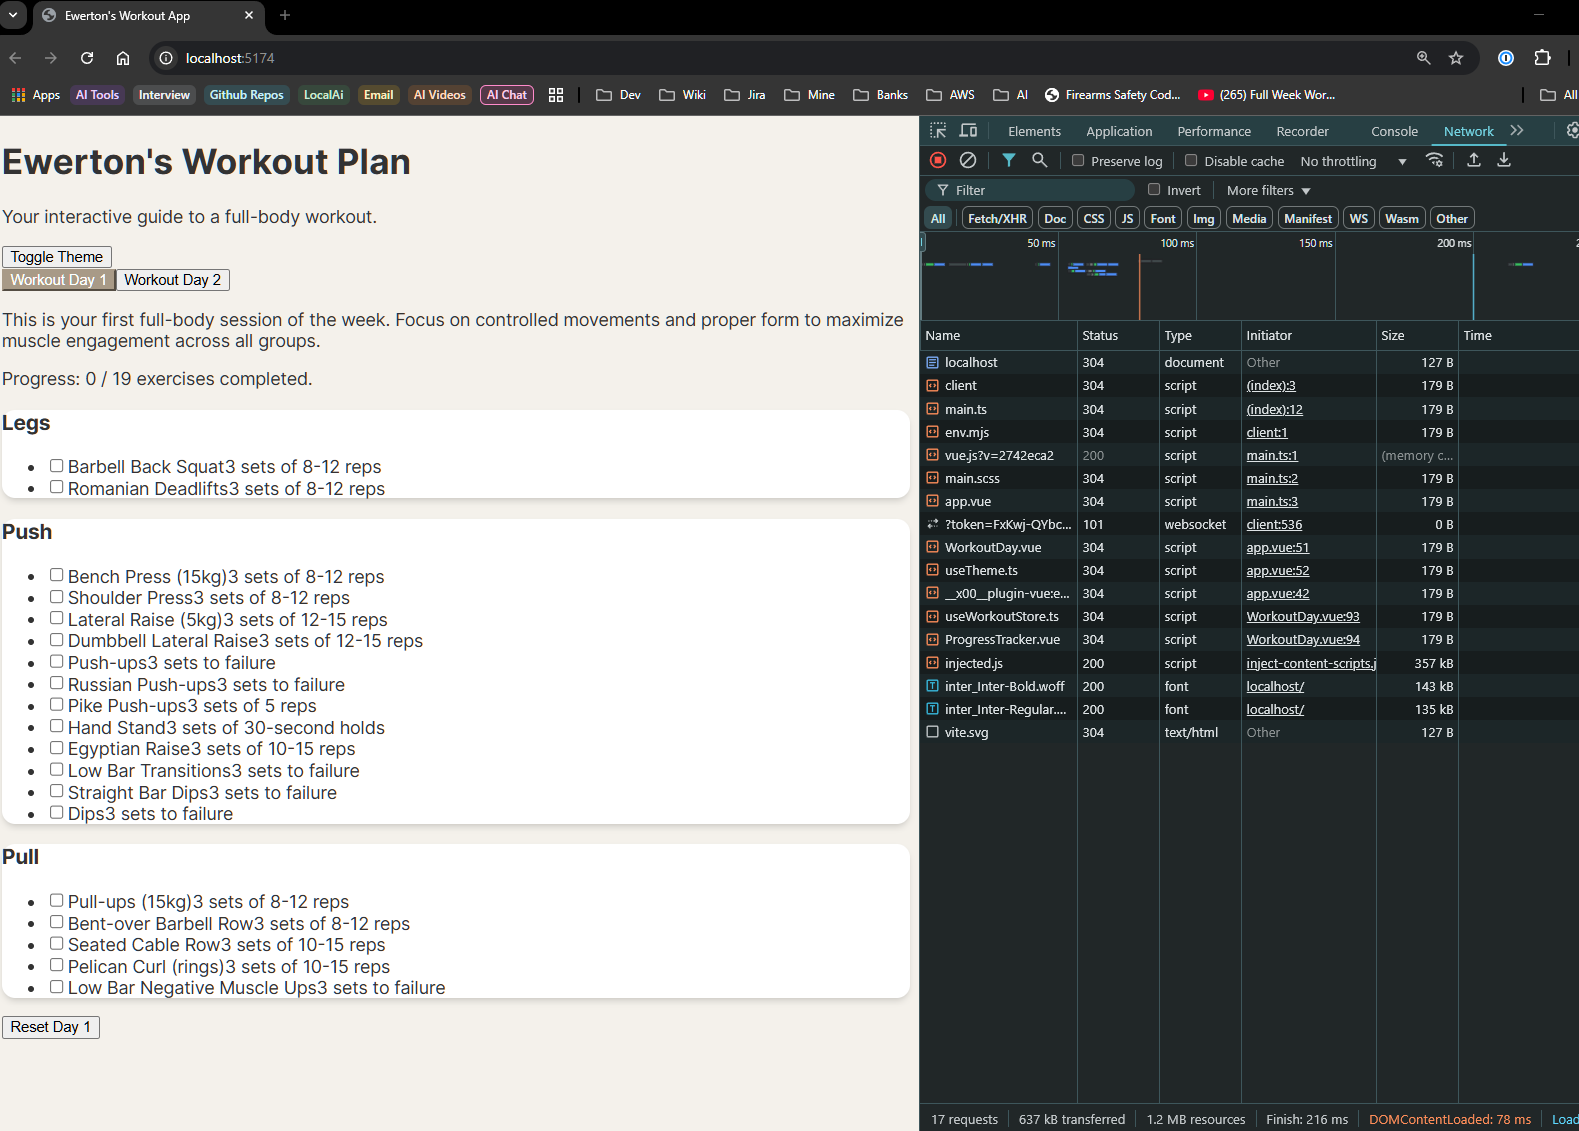 Ewerton's Workout App
localhost:5174
Apps AI Tools Interview Github Repos LocalAi Email AI Videos AI Chat Dev Wiki Jira Mine Banks AWS AI Firearms Safety Cod... (265) Full Week Wor... All
Ewerton's Workout Plan
Your interactive guide to a full-body workout.
Toggle Theme
Workout Day 1 Workout Day 2
This is your first full-body session of the week. Focus on controlled movements and proper form to maximize
muscle engagement across all groups.
Progress: 0 / 19 exercises completed.
Legs
Barbell Back Squat3 sets of 8-12 reps
Romanian Deadlifts3 sets of 8-12 reps
Push
Bench Press (15kg)3 sets of 8-12 reps
Shoulder Press3 sets of 8-12 reps
Lateral Raise (5kg)3 sets of 12-15 reps
Dumbbell Lateral Raise3 sets of 12-15 reps
Push-ups3 sets to failure
Russian Push-ups3 sets to failure
Pike Push-ups3 sets of 5 reps
Hand Stand3 sets of 30-second holds
Egyptian Raise3 sets of 10-15 reps
Low Bar Transitions3 sets to failure
Straight Bar Dips3 sets to failure
Dips3 sets to failure
Pull
Pull-ups (15kg)3 sets of 8-12 reps
Bent-over Barbell Row3 sets of 8-12 reps
Seated Cable Row3 sets of 10-15 reps
Pelican Curl (rings)3 sets of 10-15 reps
Low Bar Negative Muscle Ups3 sets to failure
Reset Day 1
Elements Application Performance Recorder Console Network
Preserve log Disable cache No throttling
Filter Invert More filters
All Fetch/XHR Doc CSS JS Font Img Media Manifest WS Wasm Other
50 ms 100 ms 150 ms 200 ms
Name Status Type Initiator Size Time
localhost 304 document Other 127 B
client 304 script (index):3 179 B
main.ts 304 script (index):12 179 B
env.mjs 304 script client:1 179 B
vue.js?v=2742eca2 200 script main.ts:1 (memory c...
main.scss 304 script main.ts:2 179 B
app.vue 304 script main.ts:3 179 B
?token=FxKwj-QYbc... 101 websocket client:536 0 B
WorkoutDay.vue 304 script app.vue:51 179 B
useTheme.ts 304 script app.vue:52 179 B
__x00__plugin-vue:e... 304 script app.vue:42 179 B
useWorkoutStore.ts 304 script WorkoutDay.vue:93 179 B
ProgressTracker.vue 304 script WorkoutDay.vue:94 179 B
injected.js 200 script inject-content-scripts.j 357 kB
inter_Inter-Bold.woff 200 font localhost/ 143 kB
inter_Inter-Regular.... 200 font localhost/ 135 kB
vite.svg 304 text/html Other 127 B
17 requests 637 kB transferred 1.2 MB resources Finish: 216 ms DOMContentLoaded: 78 ms Load